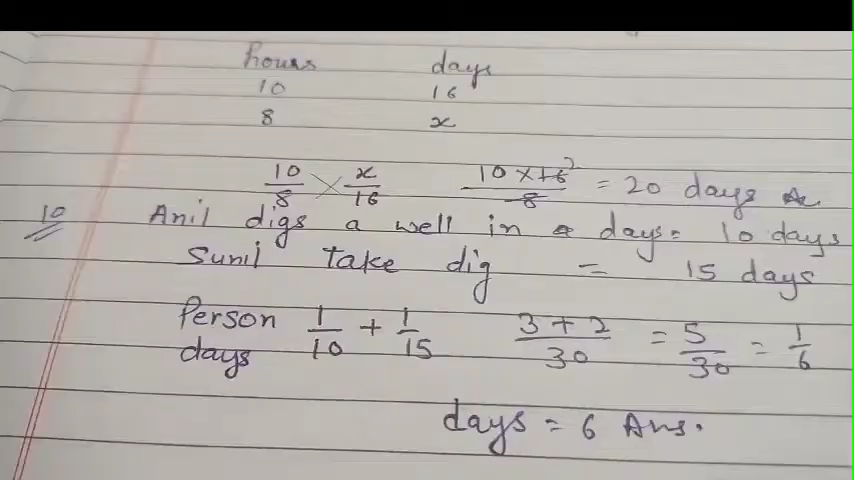 hours days
10 16
8 x
10/8 × x/16 10×16 2/8 = 20 days
10 Anil digs a well in a days = 10 days
Sunil take dig = 15 days
Person days 1/10 + 1/15 3+2/30 = 5/30 = 1/6
days = 6 Ans.